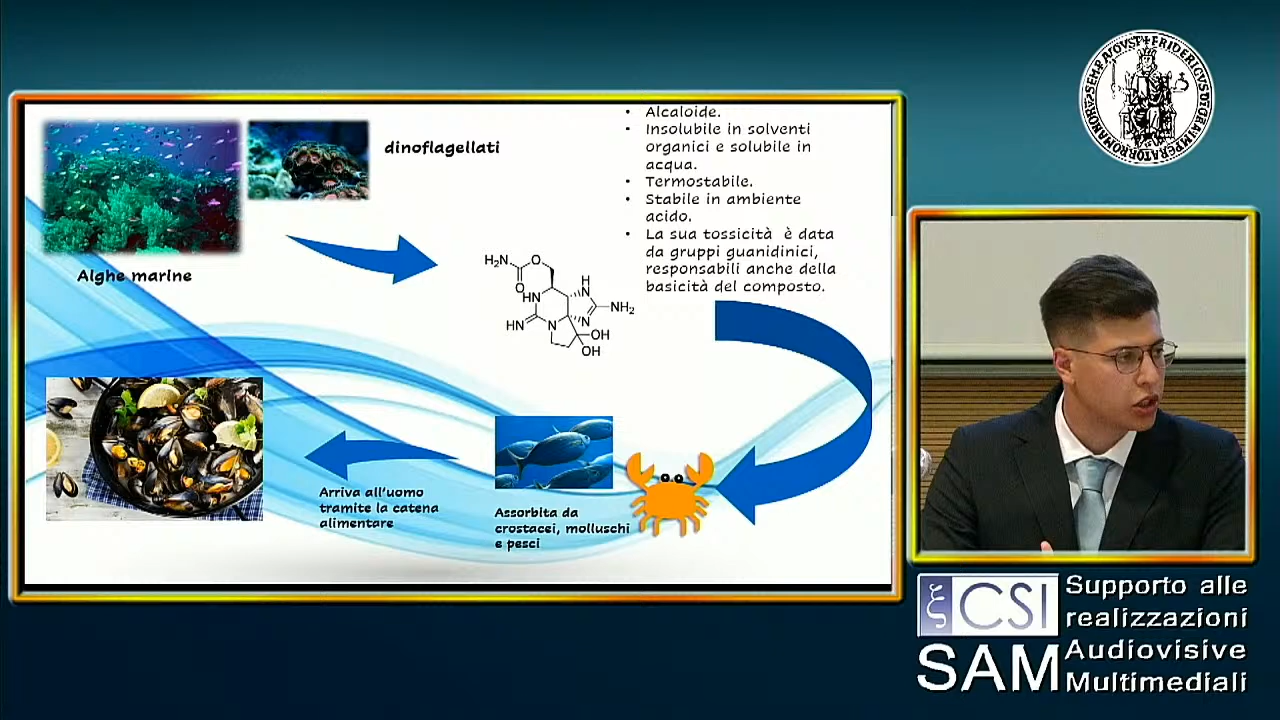 dinoflagellati
Alghe marine
• Alcaloide.
• Insolubile in solventi
organici e solubile in
acqua.
• Termostabile.
• Stabile in ambiente
acido.
• La sua tossicità è data
da gruppi guanidinici,
responsabili anche della
basicità del composto.
H₂N
O
O
H
N
HN
NH₂
N
HN
N
OH
OH
Assorbita da
crostacei, molluschi
e pesci
Arriva all'uomo
tramite la catena
alimentare
ξ CSI
SAM
Supporto alle
realizzazioni
Audiovisive
Multimediali